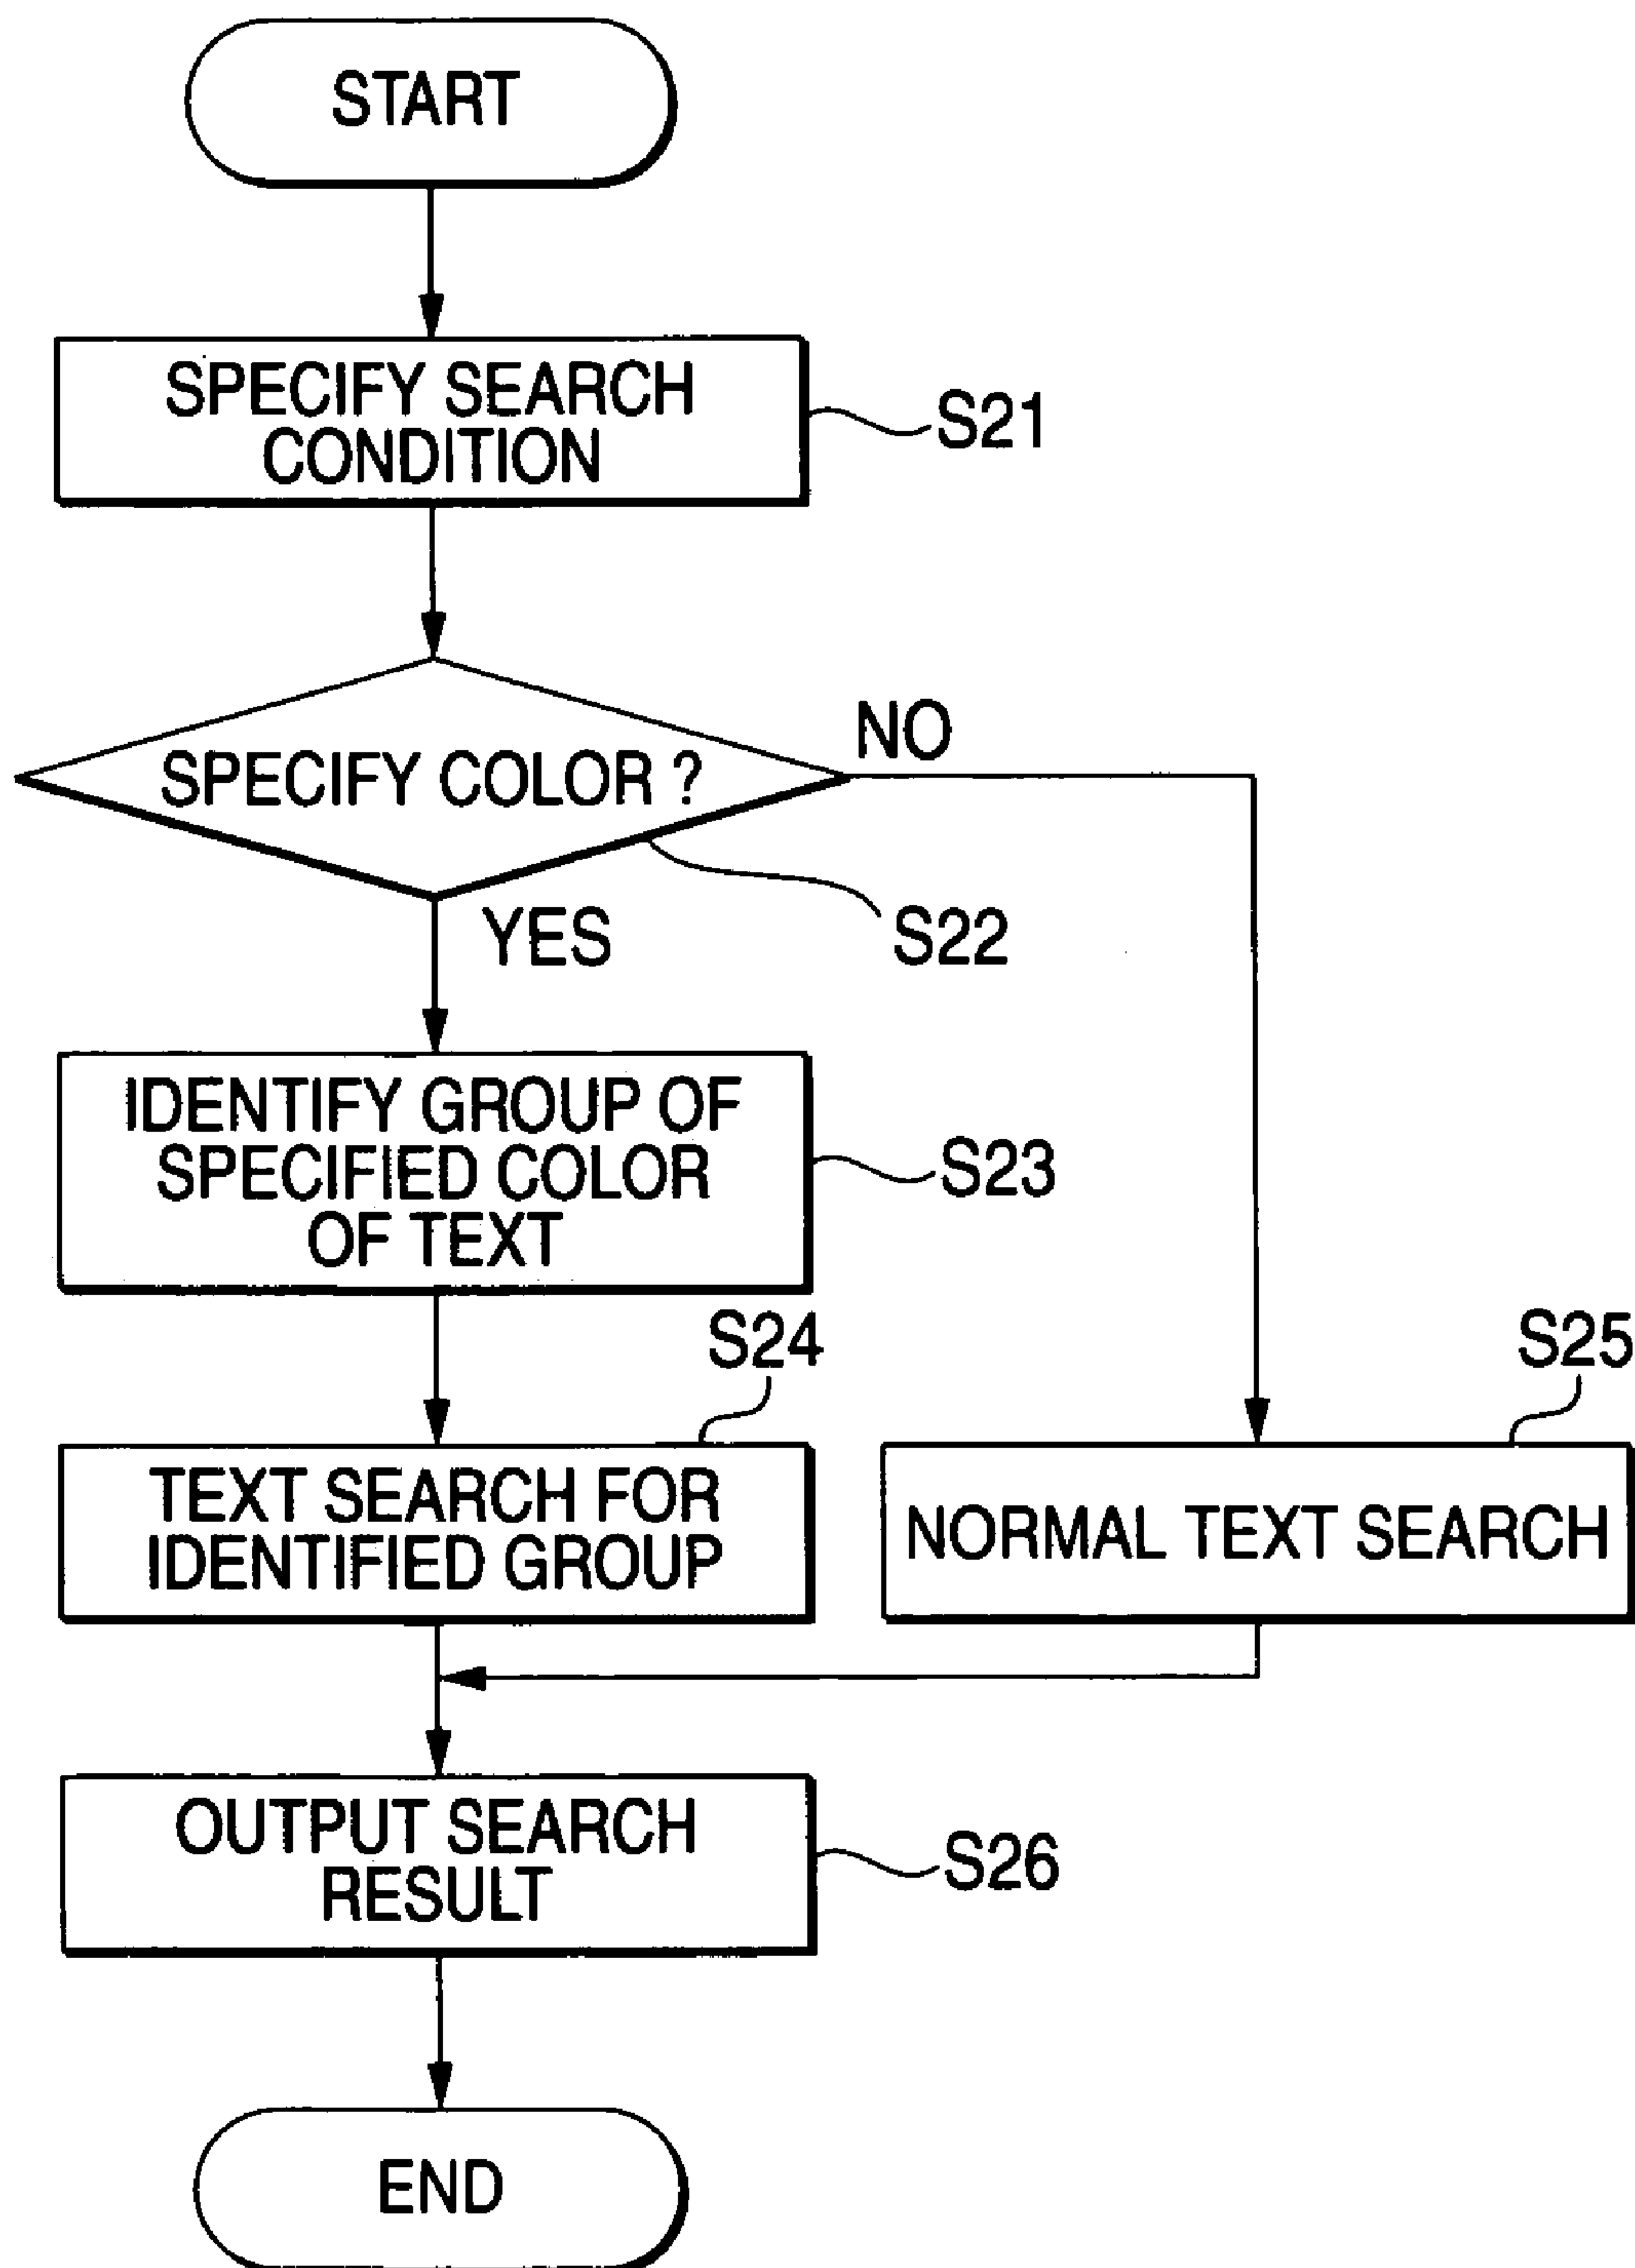 START
SPECIFY SEARCH
CONDITION
S21
SPECIFY COLOR ?
NO
S22
YES
IDENTIFY GROUP OF
SPECIFIED COLOR
OF TEXT
S23
S24
S25
TEXT SEARCH FOR
IDENTIFIED GROUP
NORMAL TEXT SEARCH
OUTPUT SEARCH
RESULT
S26
END